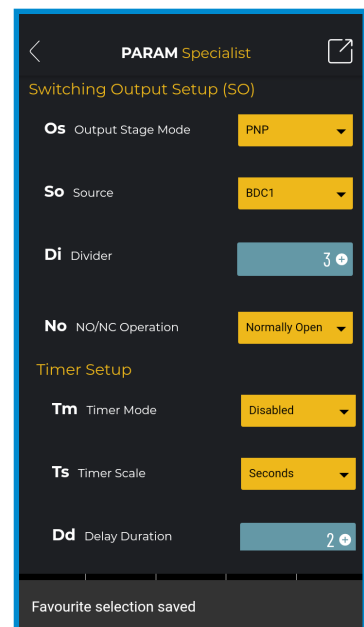 PARAM Specialist
Switching Output Setup (SO)
Os Output Stage Mode PNP
So Source BDC1
Di Divider 3
No NO/NC Operation Normally Open
Timer Setup
Tm Timer Mode Disabled
Ts Timer Scale Seconds
Dd Delay Duration 2
Favourite selection saved